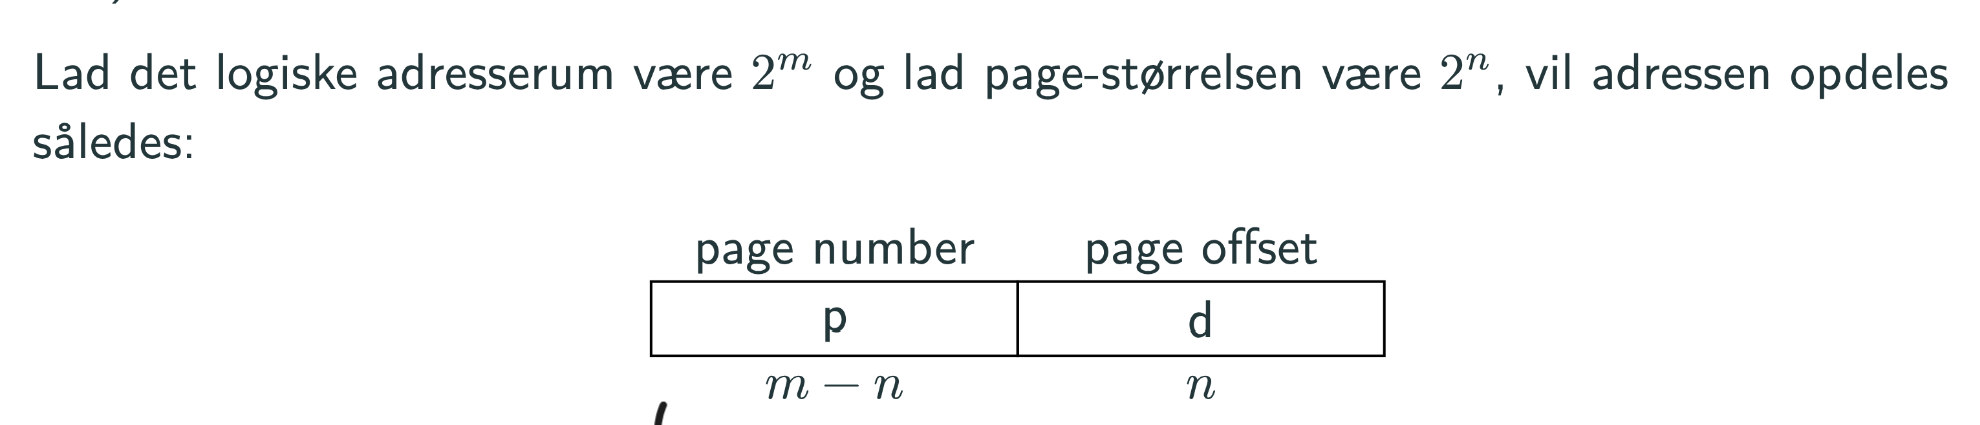 Lad det logiske adresserum være 2^m og lad page-størrelsen være 2^n, vil adressen opdeles
således:
page number page offset
p d
m − n n